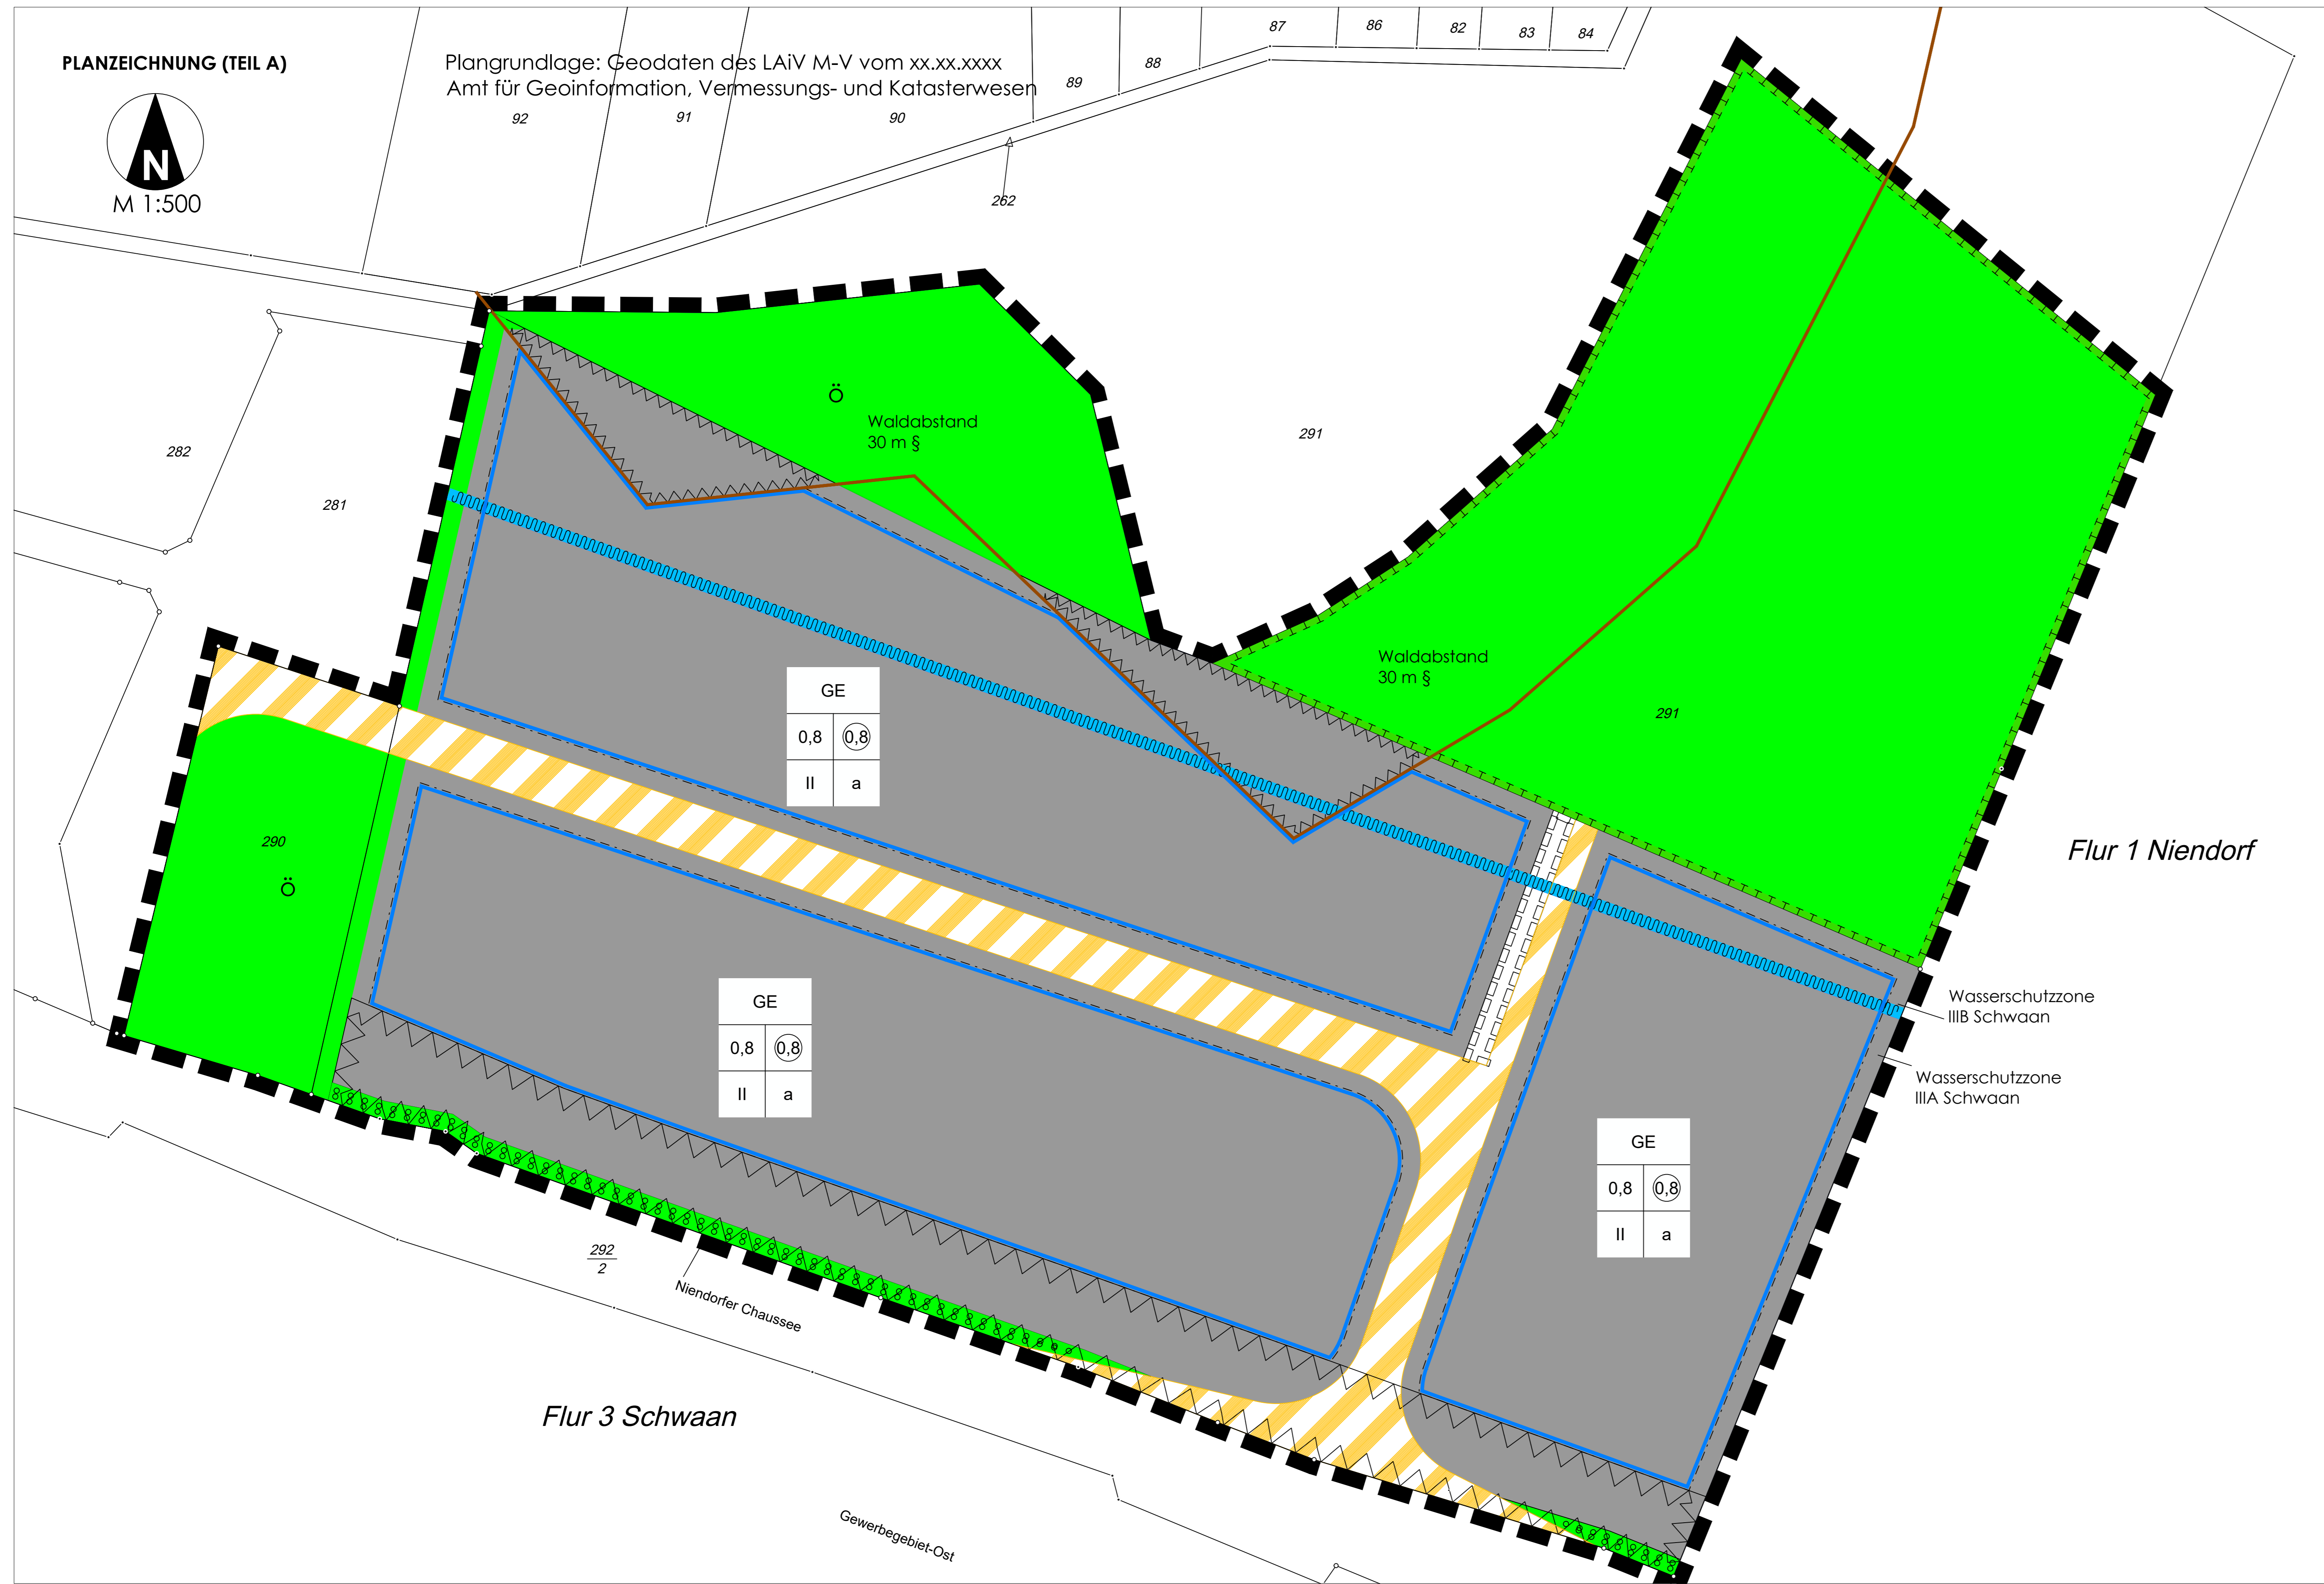 PLANZEICHNUNG (TEIL A)
N
M 1:500
Plangrundlage: Geodaten des LAiV M-V vom xx.xx.xxxx
Amt für Geoinformation, Vermessungs- und Katasterwesen
92
91
90
89
88
87
86
82
83
84
262
282
281
Ö
Waldabstand
30 m §
291
Waldabstand
30 m §
291
GE
0,8 0,8
II a
290
Ö
Flur 1 Niendorf
Wasserschutzzone
IIIB Schwaan
Wasserschutzzone
IIIA Schwaan
GE
0,8 0,8
II a
GE
0,8 0,8
II a
292
2
Niendorfer Chaussee
Flur 3 Schwaan
Gewerbegebiet-Ost